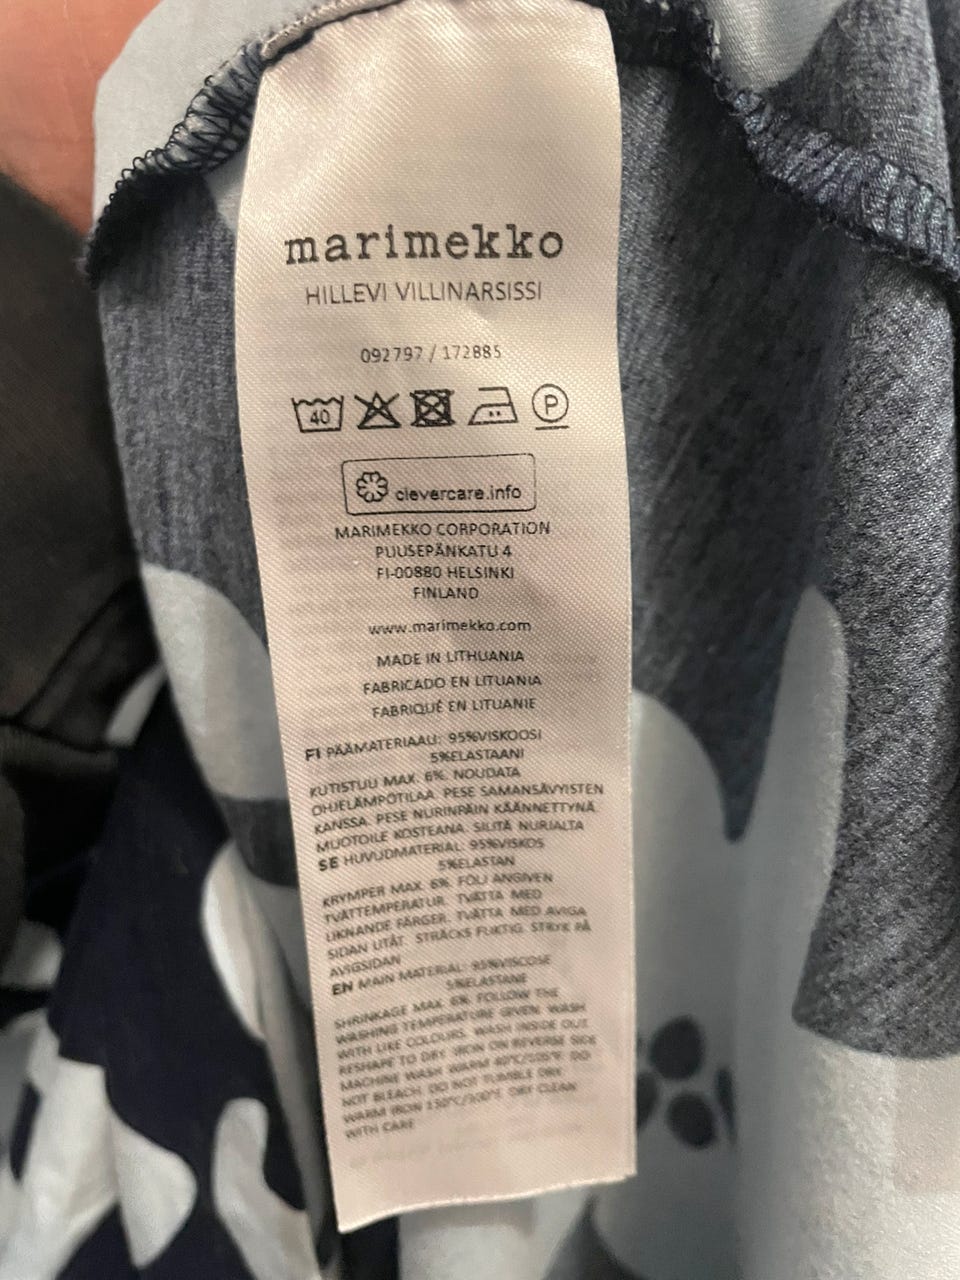 marimekko
HILLEVI VILLINARSISSI
092797 / 172885
40 P
clevercare.info
MARIMEKKO CORPORATION
PUUSEPÄNKATU 4
FI-00880 HELSINKI
FINLAND
www.marimekko.com
MADE IN LITHUANIA
FABRICADO EN LITUANIA
FABRIQUÉ EN LITUANIE
FI PÄÄMATERIAALI: 95%VISKOOSI
5%ELASTAANI
KUTISTUU MAX. 6%. NOUDATA
OHJELÄMPÖTILAA. PESE SAMANSÄVYISTEN
KANSSA. PESE NURINPÄIN KÄÄNNETTYNÄ.
MUOTOILE KOSTEANA. SILITÄ NURJALTA
SE HUVUDMATERIAL: 95%VISKOS
5%ELASTAN
KRYMPER MAX. 6%. FÖLJ ANGIVEN
TVÄTTEMPERATUR. TVÄTTA MED
LIKNANDE FÄRGER. TVÄTTA MED AVIGA
SIDAN UTÅT. STRÄCKS FUKTIG. STRYK PÅ
AVIGSIDAN
EN MAIN MATERIAL: 95%VISCOSE
5%ELASTANE
SHRINKAGE MAX. 6%. FOLLOW THE
WASHING TEMPERATURE GIVEN. WASH
WITH LIKE COLOURS. WASH INSIDE OUT.
RESHAPE TO DRY. IRON ON REVERSE SIDE
MACHINE WASH WARM 40°C/105°F. DO
NOT BLEACH. DO NOT TUMBLE DRY.
WARM IRON 150°C/300°F. DRY CLEAN
WITH CARE